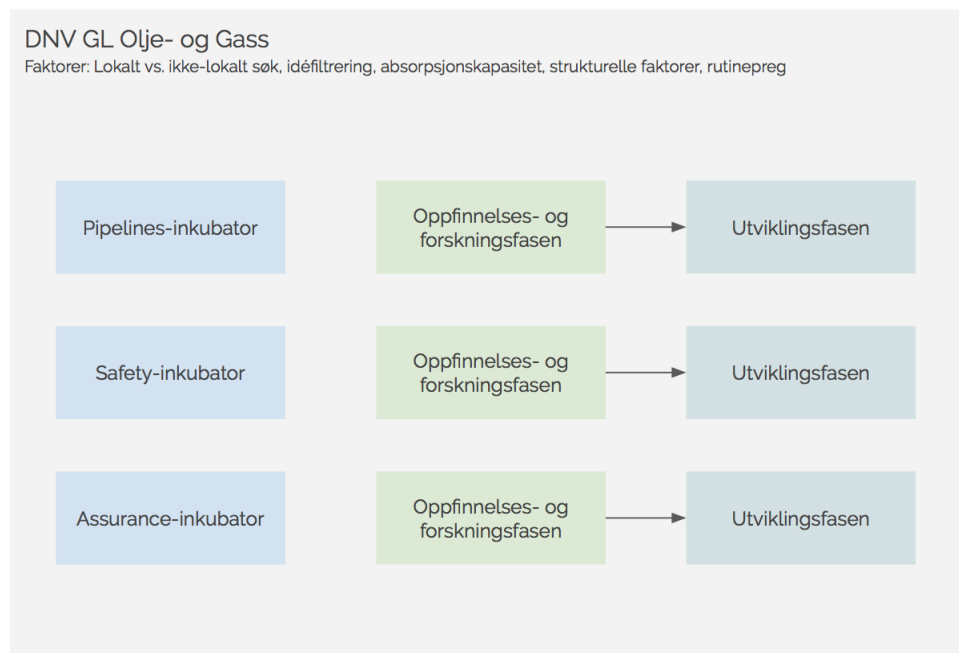 DNV GL Olje- og Gass
Faktorer: Lokalt vs. ikke-lokalt søk, idéfiltrering, absorpsjonskapasitet, strukturelle faktorer, rutinepreg
Pipelines-inkubator
Oppfinnelses- og
forskningsfasen
Utviklingsfasen
Safety-inkubator
Oppfinnelses- og
forskningsfasen
Utviklingsfasen
Assurance-inkubator
Oppfinnelses- og
forskningsfasen
Utviklingsfasen